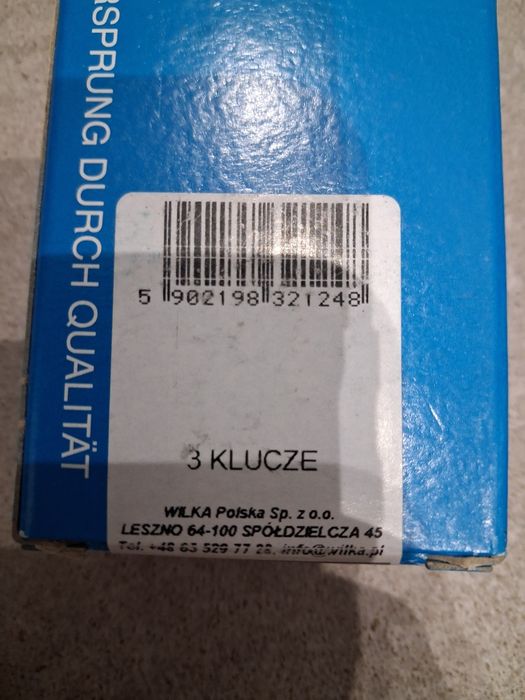 RSPRUNG DURCH QUALITÄT
5 902198 321248
3 KLUCZE
WILKA Polska Sp. z o.o.
LESZNO 64-100 SPÓŁDZIELCZA 45
Tel. +48 65 529 77 28, info@wilka.pl